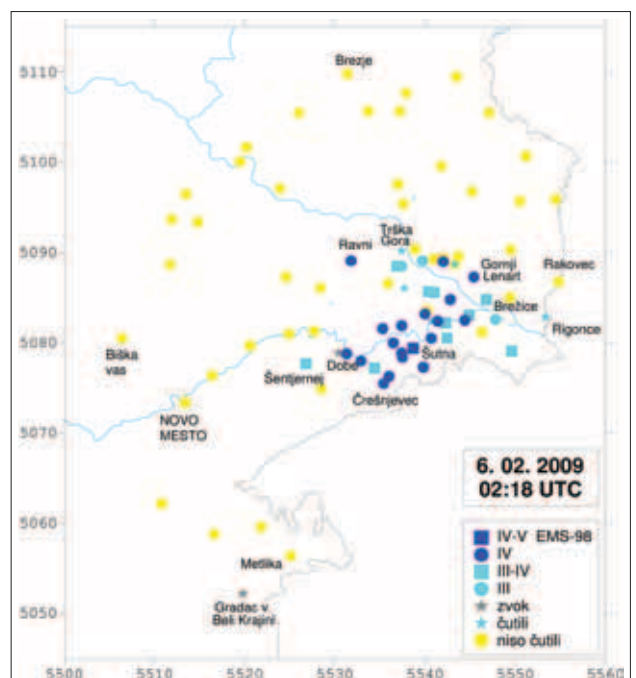 5110
5100
5090
5080
5070
5060
5050
Brezje
Trška
Gora
Ravni
Gornji
Lenart
Rakovec
Brežice
Rigonce
Biška
vas
Dobe
Šutna
Šentjernej
Črešnjevec
NOVO
MESTO
Metlika
Gradac v
Beli Krajini
6. 02. 2009
02:18 UTC
IV-V EMS-98
IV
III-IV
III
zvok
čutili
niso čutili
5500 5510 5520 5530 5540 5550 5560